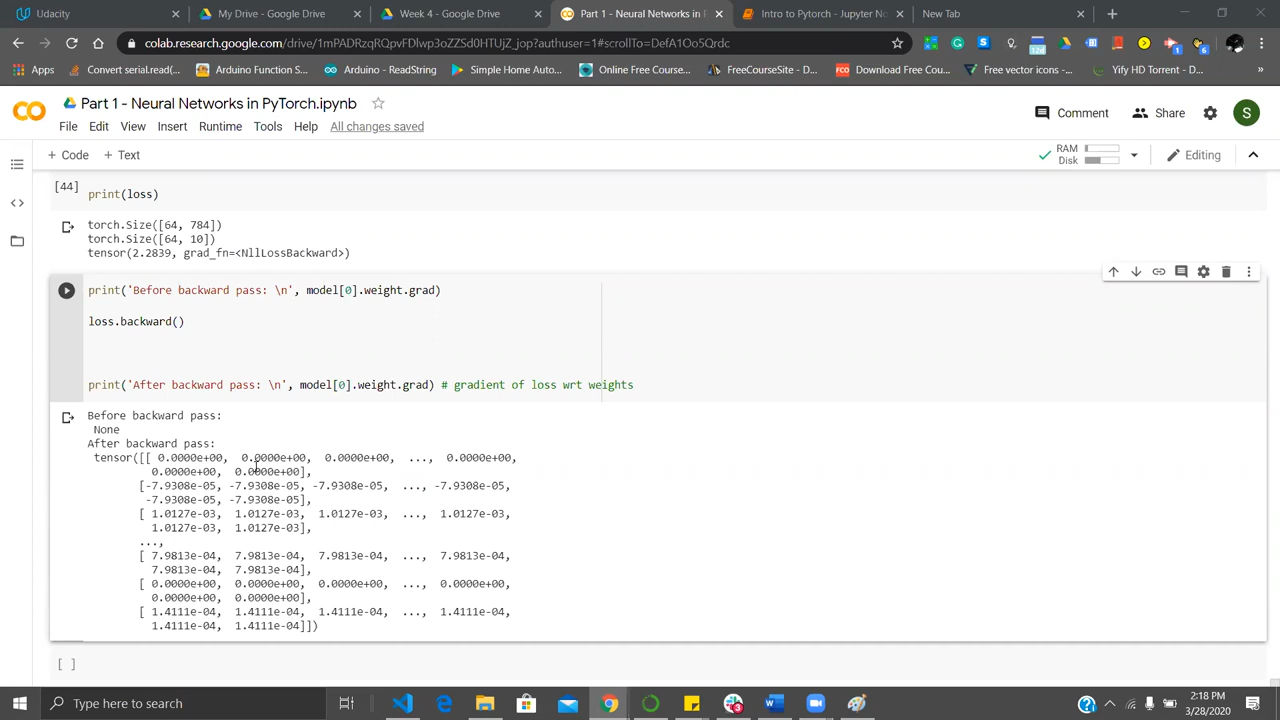 Udacity
My Drive - Google Drive
Week 4 - Google Drive
Part 1 - Neural Networks in P
Intro to Pytorch - Jupyter No
New Tab
colab.research.google.com/drive/1mPADRzqRQpvFDlwp3oZZSd0HTUjZ_jop?authuser=1#scrollTo=DefA1Oo5Qrdc
Apps
Convert serial.read(...
Arduino Function S...
Arduino - ReadString
Simple Home Auto...
Online Free Course...
FreeCourseSite - D...
Download Free Cou...
Free vector icons -...
Yify HD Torrent - D...
Part 1 - Neural Networks in PyTorch.ipynb
Comment
Share
S
File Edit View Insert Runtime Tools Help All changes saved
+ Code + Text
RAM
Disk
Editing
[44]
print(loss)
torch.Size([64, 784])
torch.Size([64, 10])
tensor(2.2839, grad_fn=<NllLossBackward>)
print('Before backward pass: \n', model[0].weight.grad)
loss.backward()
print('After backward pass: \n', model[0].weight.grad) # gradient of loss wrt weights
Before backward pass:
None
After backward pass:
tensor([[ 0.0000e+00, 0.0000e+00, 0.0000e+00, ..., 0.0000e+00,
0.0000e+00, 0.0000e+00],
[-7.9308e-05, -7.9308e-05, -7.9308e-05, ..., -7.9308e-05,
-7.9308e-05, -7.9308e-05],
[ 1.0127e-03, 1.0127e-03, 1.0127e-03, ..., 1.0127e-03,
1.0127e-03, 1.0127e-03],
...,
[ 7.9813e-04, 7.9813e-04, 7.9813e-04, ..., 7.9813e-04,
7.9813e-04, 7.9813e-04],
[ 0.0000e+00, 0.0000e+00, 0.0000e+00, ..., 0.0000e+00,
0.0000e+00, 0.0000e+00],
[ 1.4111e-04, 1.4111e-04, 1.4111e-04, ..., 1.4111e-04,
1.4111e-04, 1.4111e-04]])
[ ]
Type here to search
2:18 PM
3/28/2020